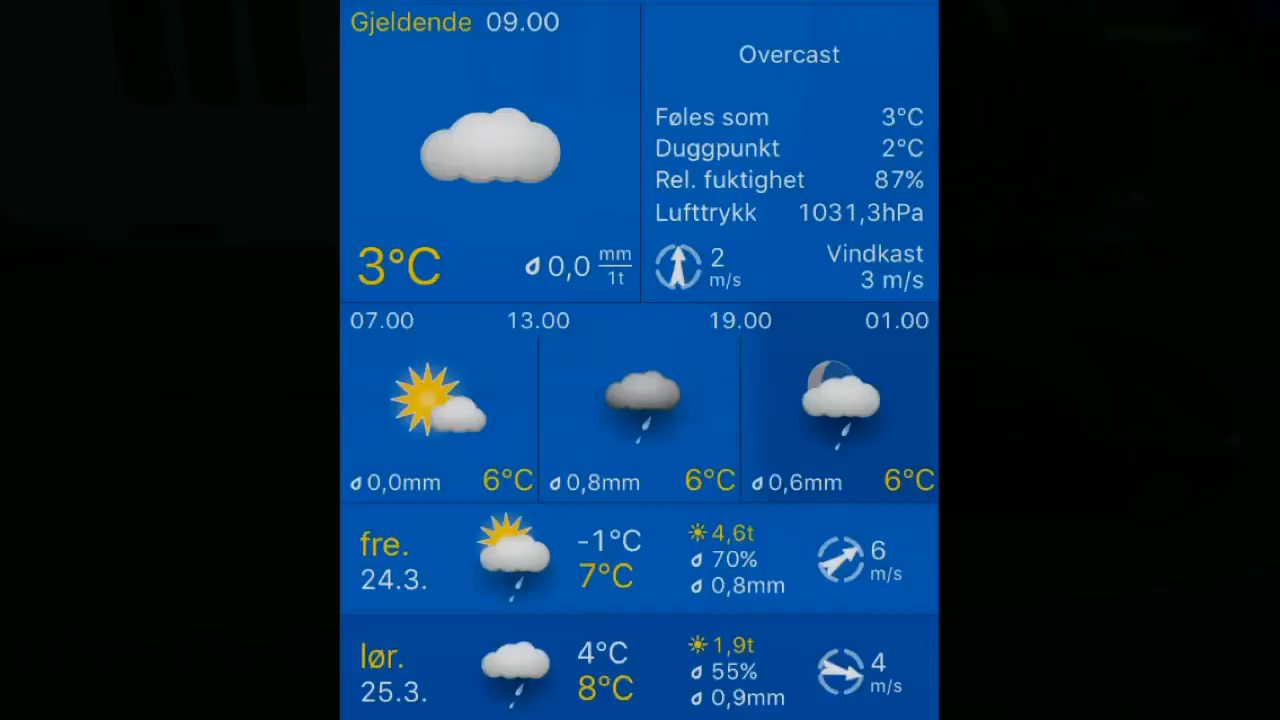 Gjeldende 09.00
Overcast
Føles som 3°C
Duggpunkt 2°C
Rel. fuktighet 87%
Lufttrykk 1031,3hPa
3°C 0,0 mm
1t
2
m/s
Vindkast
3 m/s
07.00 13.00 19.00 01.00
0,0mm 6°C 0,8mm 6°C 0,6mm 6°C
fre.
24.3.
-1°C
7°C
4,6t
70%
0,8mm
6
m/s
lør.
25.3.
4°C
8°C
1,9t
55%
0,9mm
4
m/s